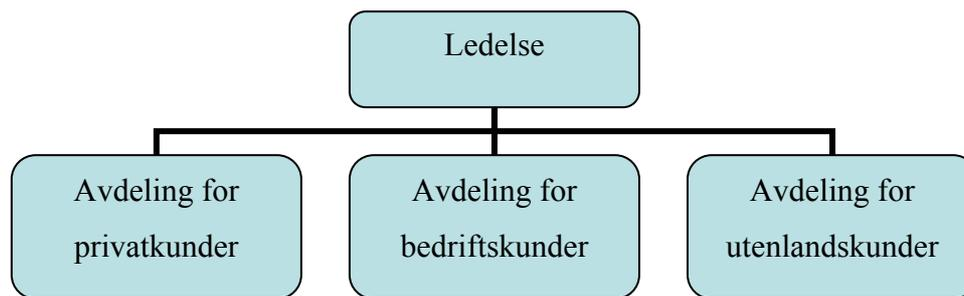 Ledelse
Avdeling for
privatkunder
Avdeling for
bedriftskunder
Avdeling for
utenlandskunder